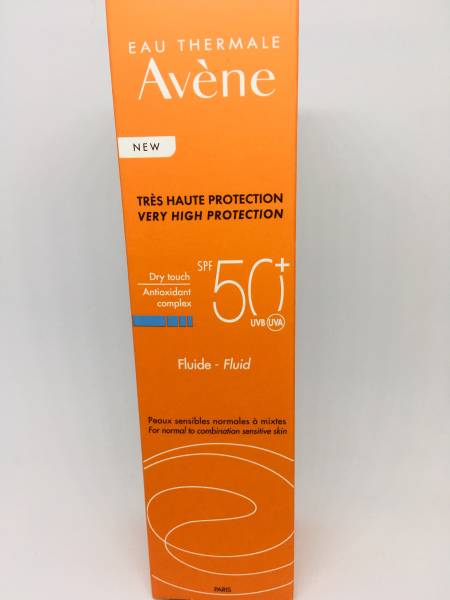 EAU THERMALE
Avène
NEW
TRÈS HAUTE PROTECTION
VERY HIGH PROTECTION
Dry touch
Antioxidant
complex
SPF 50+
UVB UVA
Fluide - Fluid
Peaux sensibles normales à mixtes
For normal to combination sensitive skin
PARIS